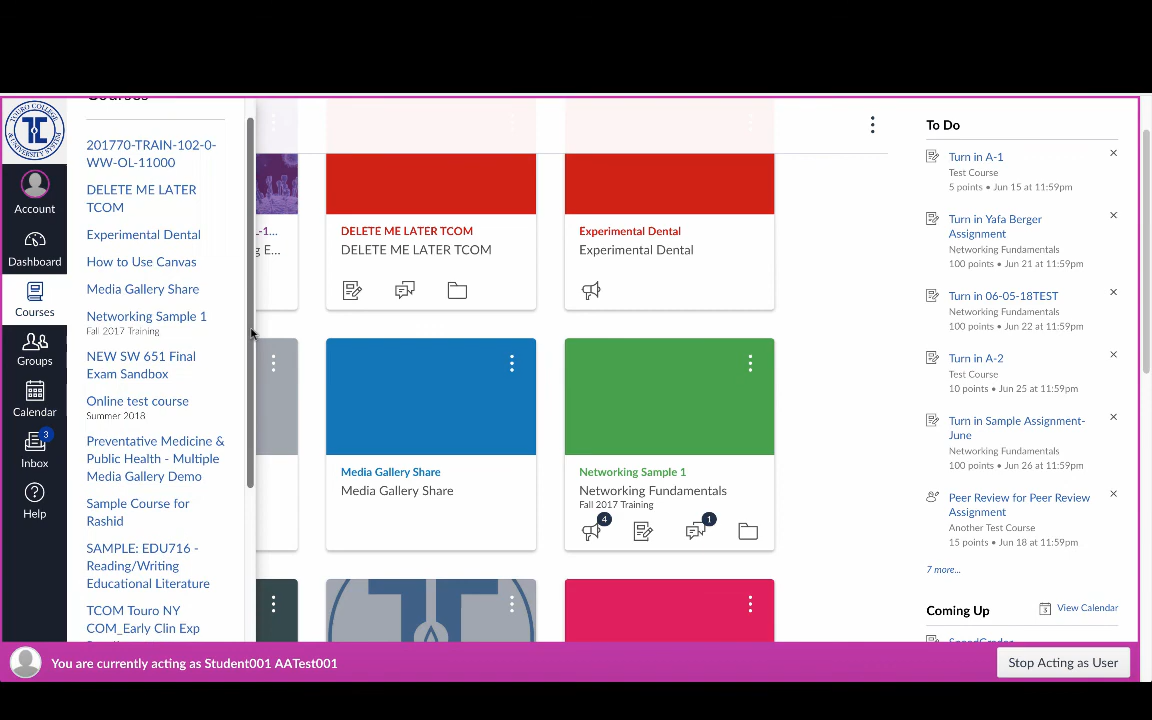 Courses
201770-TRAIN-102-0-
WW-OL-11000
DELETE ME LATER
TCOM
Experimental Dental
How to Use Canvas
Media Gallery Share
Networking Sample 1
Fall 2017 Training
NEW SW 651 Final
Exam Sandbox
Online test course
Summer 2018
Preventative Medicine &
Public Health - Multiple
Media Gallery Demo
Sample Course for
Rashid
SAMPLE: EDU716 -
Reading/Writing
Educational Literature
TCOM Touro NY
COM_Early Clin Exp
TOURO COLLEGE
& UNIVERSITY SYSTEM
Account
Dashboard
Courses
Groups
Calendar
3
Inbox
Help
L-1...
g E...
DELETE ME LATER TCOM
DELETE ME LATER TCOM
Experimental Dental
Experimental Dental
Media Gallery Share
Media Gallery Share
Networking Sample 1
Networking Fundamentals
Fall 2017 Training
4
1
To Do
Turn in A-1
Test Course
5 points • Jun 15 at 11:59pm
Turn in Yafa Berger
Assignment
Networking Fundamentals
100 points • Jun 21 at 11:59pm
Turn in 06-05-18TEST
Networking Fundamentals
100 points • Jun 22 at 11:59pm
Turn in A-2
Test Course
10 points • Jun 25 at 11:59pm
Turn in Sample Assignment-
June
Networking Fundamentals
100 points • Jun 26 at 11:59pm
Peer Review for Peer Review
Assignment
Another Test Course
15 points • Jun 18 at 11:59pm
7 more...
Coming Up
3
View Calendar
SpeedGrader
You are currently acting as Student001 AATest001
Stop Acting as User